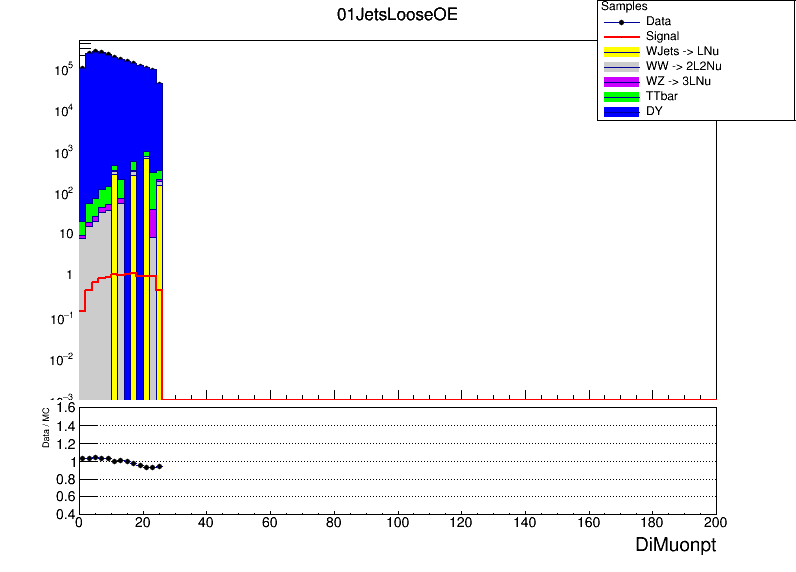 01JetsLooseOE
Samples
Data
Signal
WJets -> LNu
WW -> 2L2Nu
WZ -> 3LNu
TTbar
DY
10^5
10^4
10^3
10^2
10
1
10^-1
10^-2
10^-3
Data / MC
1.6
1.4
1.2
1
0.8
0.6
0.4
0 20 40 60 80 100 120 140 160 180 200
DiMuonpt